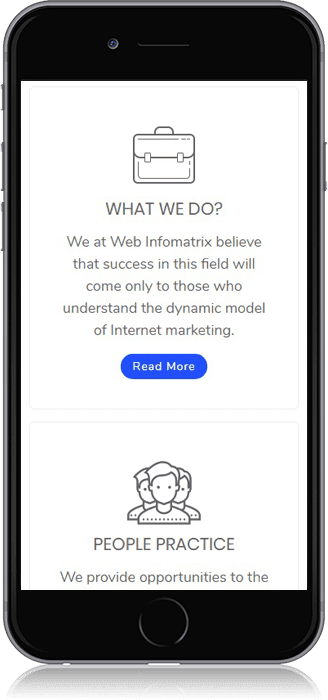 WHAT WE DO?
We at Web Infomatrix believe
that success in this field will
come only to those who
understand the dynamic model
of Internet marketing.
Read More
PEOPLE PRACTICE
We provide opportunities to the